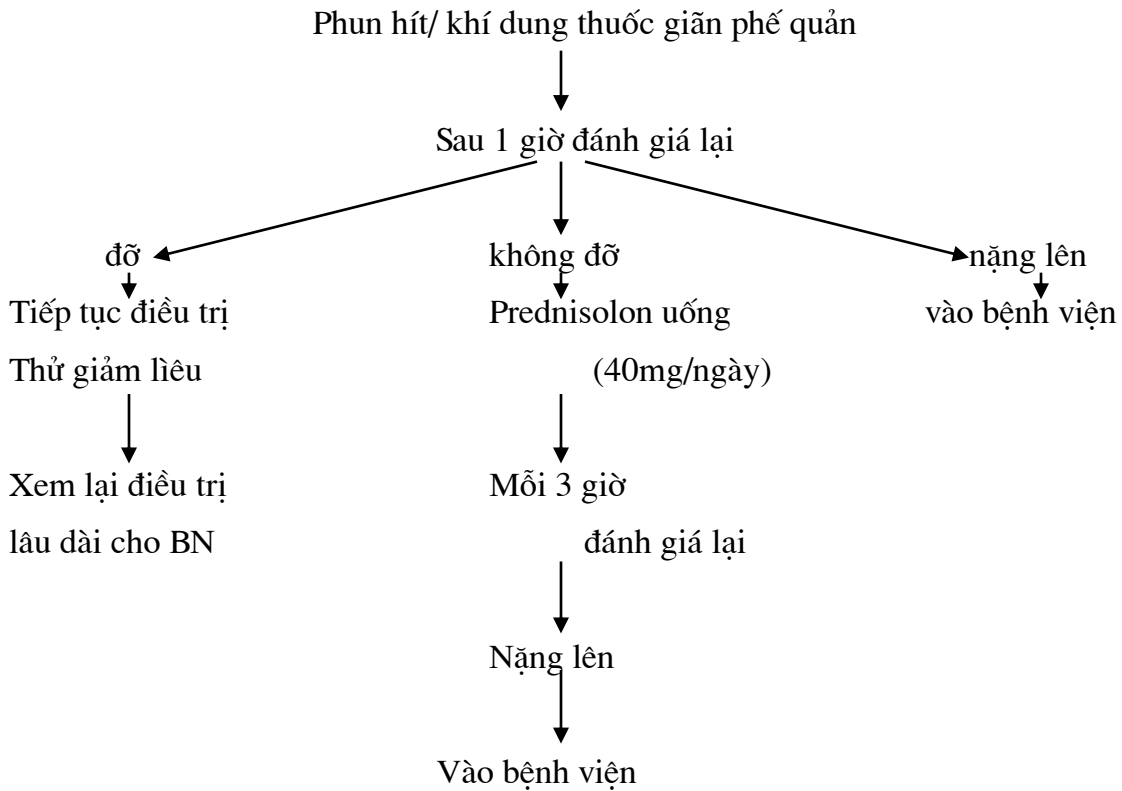 Phun hít/ khí dung thuốc giãn phế quản
Sau 1 giờ đánh giá lại
đỡ không đỡ nặng lên
Tiếp tục điều trị Prednisolon uống vào bệnh viện
Thử giảm lìêu (40mg/ngày)
Xem lại điều trị Mỗi 3 giờ
lâu dài cho BN đánh giá lại
Nặng lên
Vào bệnh viện